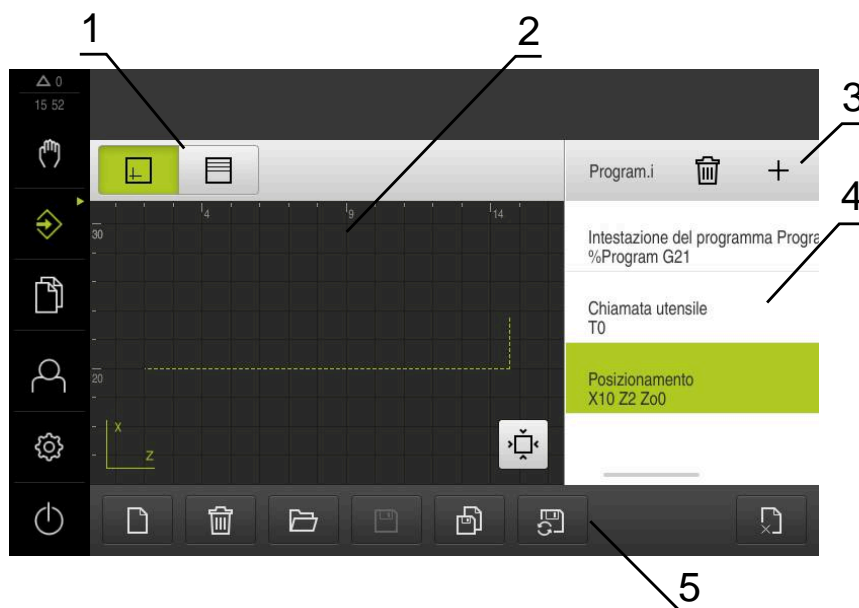 1
2
3
4
5
0
15 52
Program.i
4
9
14
30
20
X
Z
Intestazione del programma Progra
%Program G21
Chiamata utensile
T0
Posizionamento
X10 Z2 Zo0